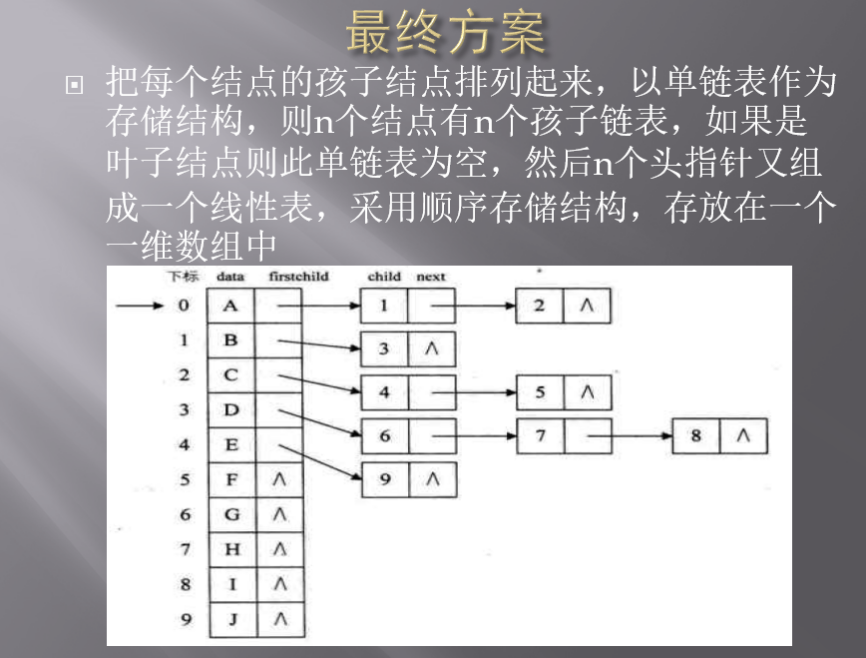 最终方案
把每个结点的孩子结点排列起来，以单链表作为
存储结构，则n个结点有n个孩子链表，如果是
叶子结点则此单链表为空，然后n个头指针又组
成一个线性表，采用顺序存储结构，存放在一个
一维数组中
下标 data firstchild child next
0 A 1 2 ∧
1 B 3 ∧
2 C 4 5 ∧
3 D 6 7 8 ∧
4 E 9 ∧
5 F ∧
6 G ∧
7 H ∧
8 I ∧
9 J ∧